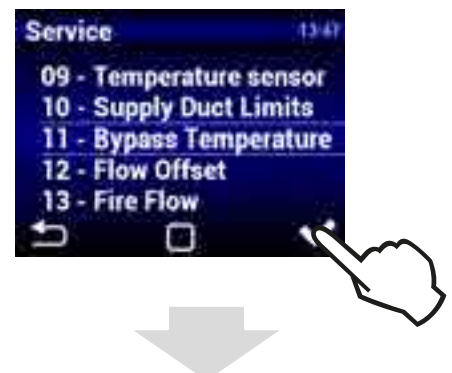 Service 13:47
09 - Temperature sensor
10 - Supply Duct Limits
11 - Bypass Temperature
12 - Flow Offset
13 - Fire Flow